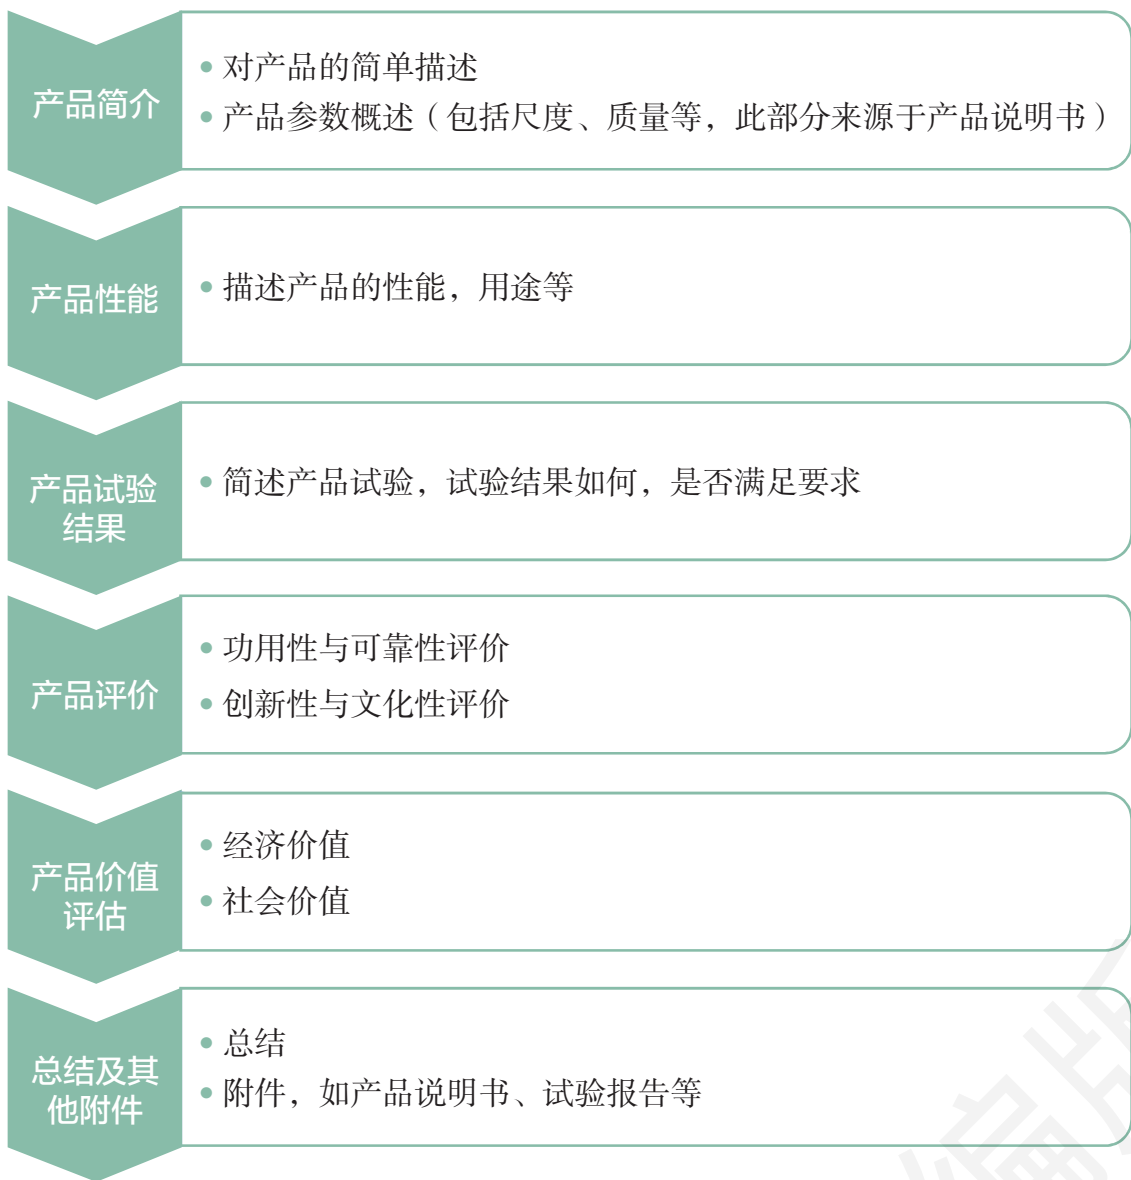 产品简介
对产品的简单描述
产品参数概述（包括尺度、质量等，此部分来源于产品说明书）
产品性能
描述产品的性能，用途等
产品试验
结果
简述产品试验，试验结果如何，是否满足要求
产品评价
功用性与可靠性评价
创新性与文化性评价
产品价值
评估
经济价值
社会价值
总结及其
他附件
总结
附件，如产品说明书、试验报告等
编版